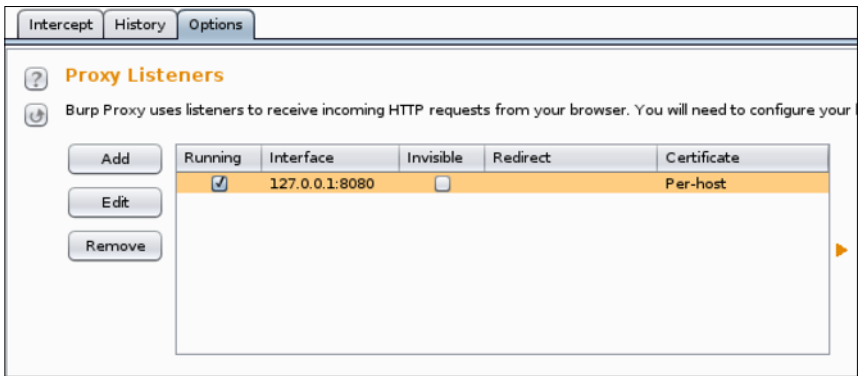 Intercept History Options
Proxy Listeners
Burp Proxy uses listeners to receive incoming HTTP requests from your browser. You will need to configure your
Add Running Interface Invisible Redirect Certificate
127.0.0.1:8080 Per-host
Edit
Remove